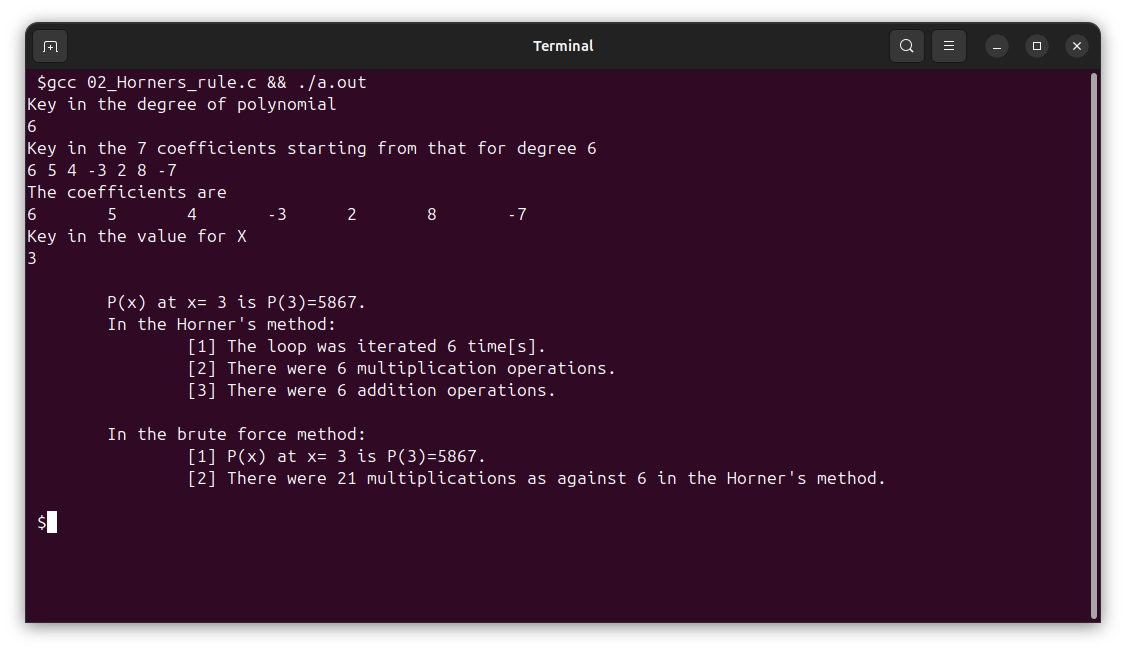 Terminal
$gcc 02_Horners_rule.c && ./a.out
Key in the degree of polynomial
6
Key in the 7 coefficients starting from that for degree 6
6 5 4 -3 2 8 -7
The coefficients are
6       5       4       -3      2       8       -7
Key in the value for X
3
P(x) at x= 3 is P(3)=5867.
In the Horner's method:
[1] The loop was iterated 6 time[s].
[2] There were 6 multiplication operations.
[3] There were 6 addition operations.
In the brute force method:
[1] P(x) at x= 3 is P(3)=5867.
[2] There were 21 multiplications as against 6 in the Horner's method.
$